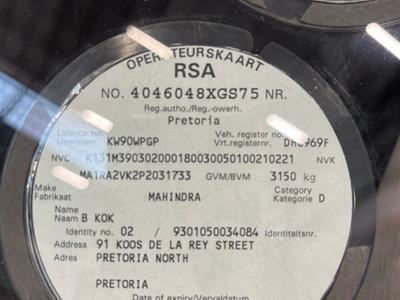 OPERATEURSKAART
RSA
NO. 4046048XGS75 NR.
Reg.autho./Reg.-owerh.
Pretoria
Licence no. Veh. register no.
KW90WPGP Vrt.registernr.
NVC K131M39030200018003005010021​0221 NVK
MA1RA2VK2P2031733 GVM/BVM 3150 kg
Make Category
Fabrikaat MAHINDRA Kategorie D
Name
Naam B KOK
Identity no. 02 / 9301050034084 Identiteitsnr.
Address 91 KOOS DE LA REY STREET
Adres PRETORIA NORTH
PRETORIA
Date of expiry/Vervaldatum